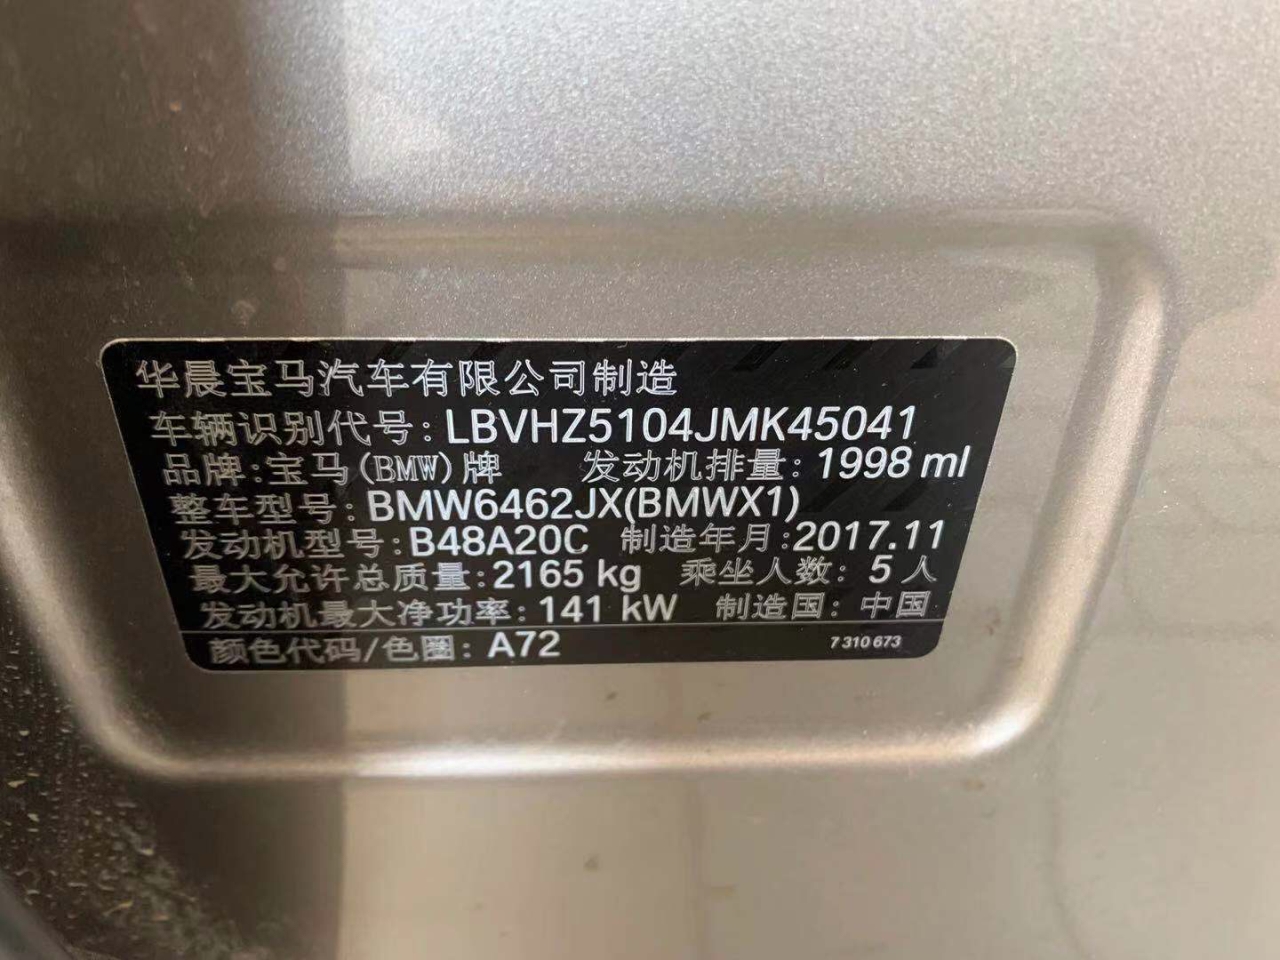 华晨宝马汽车有限公司制造
车辆识别代号: LBVHZ5104JMK45041
品牌: 宝马(BMW)牌 发动机排量: 1998 ml
整车型号: BMW6462JX(BMWX1)
发动机型号: B48A20C 制造年月: 2017.11
最大允许总质量: 2165 kg 乘坐人数: 5 人
发动机最大净功率: 141 kW 制造国: 中国
颜色代码/色圈: A72 7 310 673